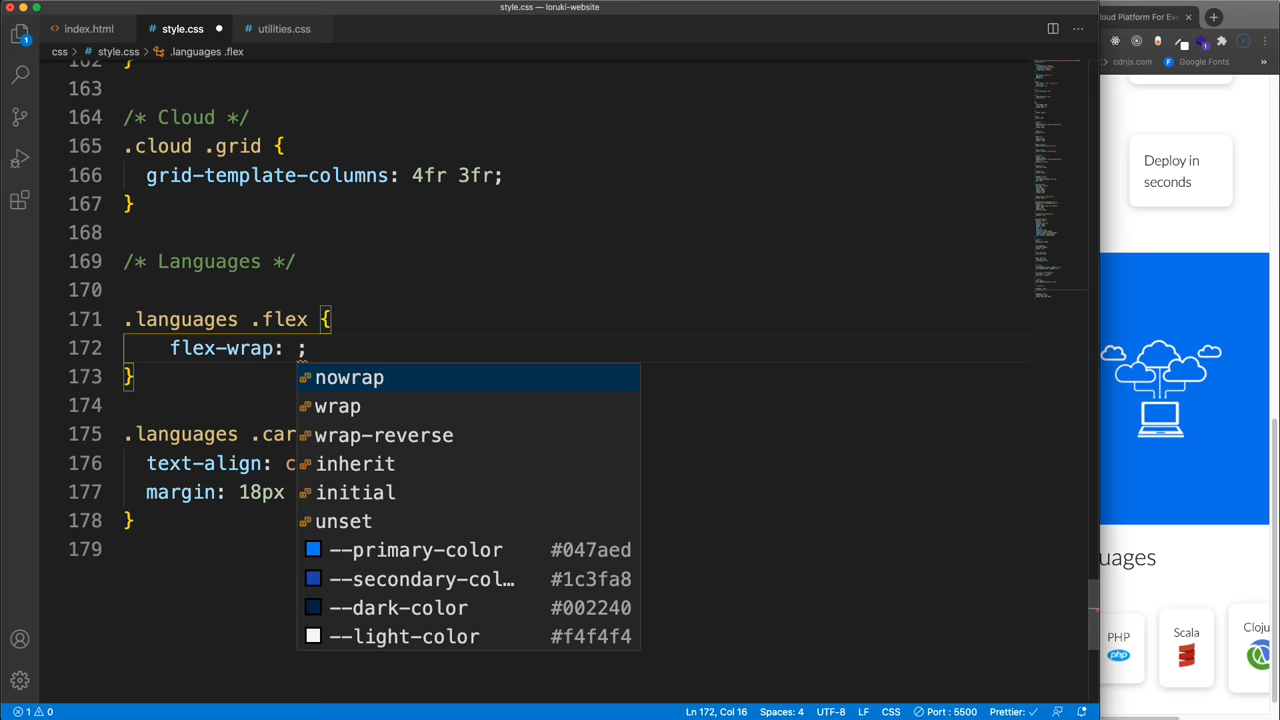 style.css — loruki-website
index.html
style.css
utilities.css
css > # style.css > .languages .flex
163
164 /* Cloud */
165 .cloud .grid {
166 grid-template-columns: 4fr 3fr;
167 }
168
169 /* Languages */
170
171 .languages .flex {
172 flex-wrap: ;
173 }
174
175 .languages .car
176 text-align: c
177 margin: 18px
178 }
179
nowrap
wrap
wrap-reverse
inherit
initial
unset
--primary-color #047aed
--secondary-col… #1c3fa8
--dark-color #002240
--light-color #f4f4f4
1 0
Ln 172, Col 16 Spaces: 4 UTF-8 LF CSS Port : 5500 Prettier: ✓
loud Platform For Eve
cdnjs.com
Google Fonts
»
Deploy in
seconds
uages
PHP
php
Scala
Cloju